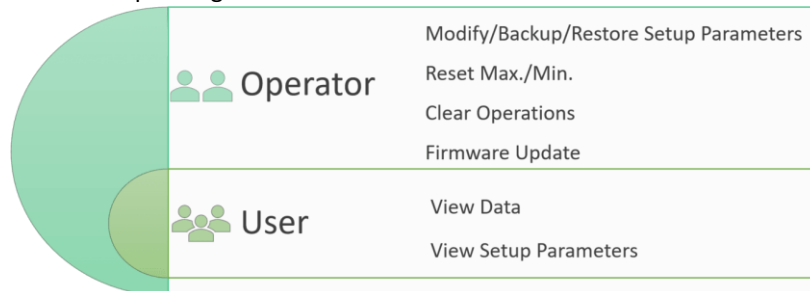 Operator
Modify/Backup/Restore Setup Parameters
Reset Max./Min.
Clear Operations
Firmware Update
User
View Data
View Setup Parameters